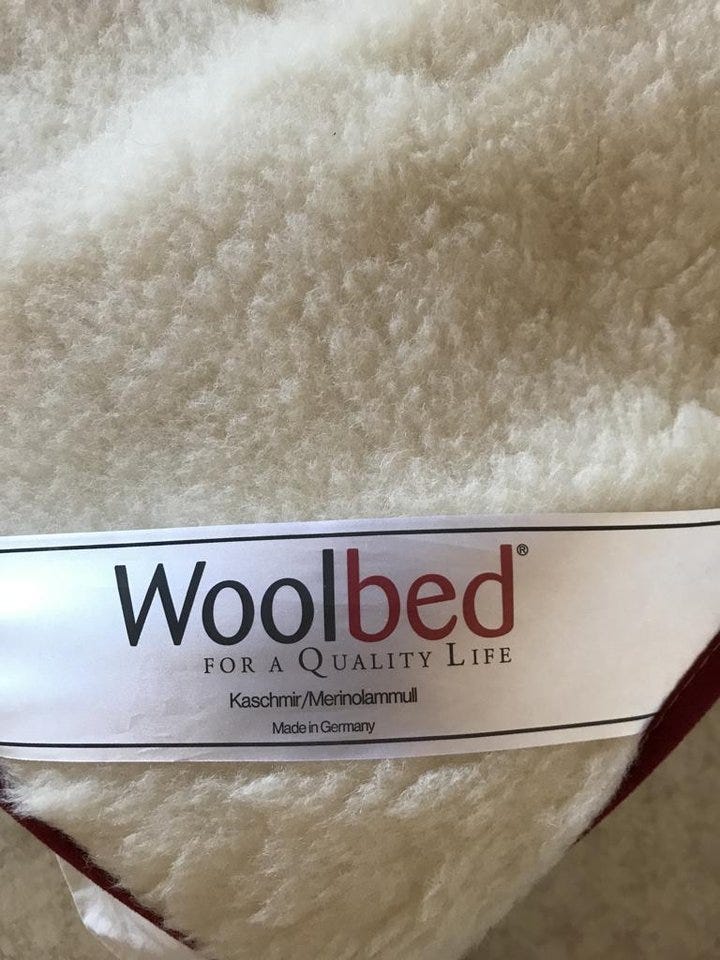 Woolbed®
FOR A QUALITY LIFE
Kaschmir/Merinolammull
Made in Germany